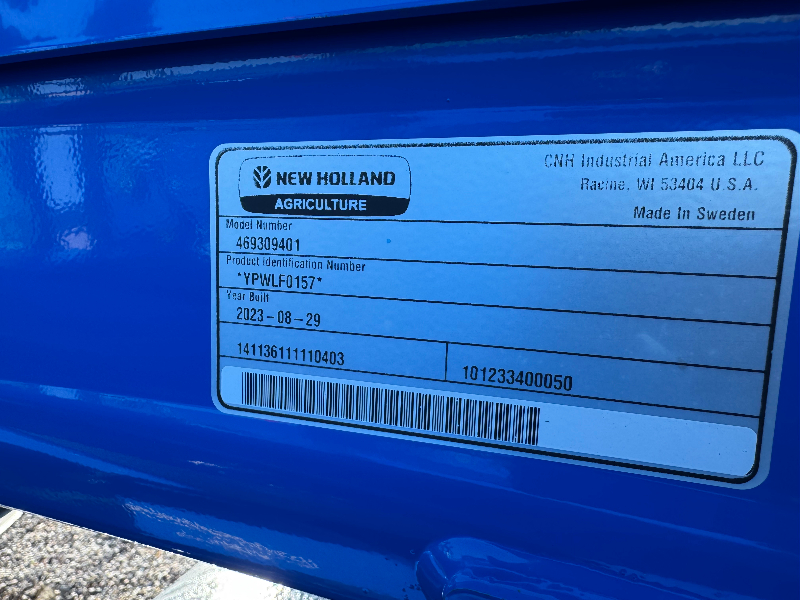 NEW HOLLAND
AGRICULTURE
CNH Industrial America LLC
Racine, WI 53404 U.S.A.
Made In Sweden
Model Number
469309401
Product Identification Number
*YPWLF0157*
Year Built
2023-08-29
141136111110403
101233400050